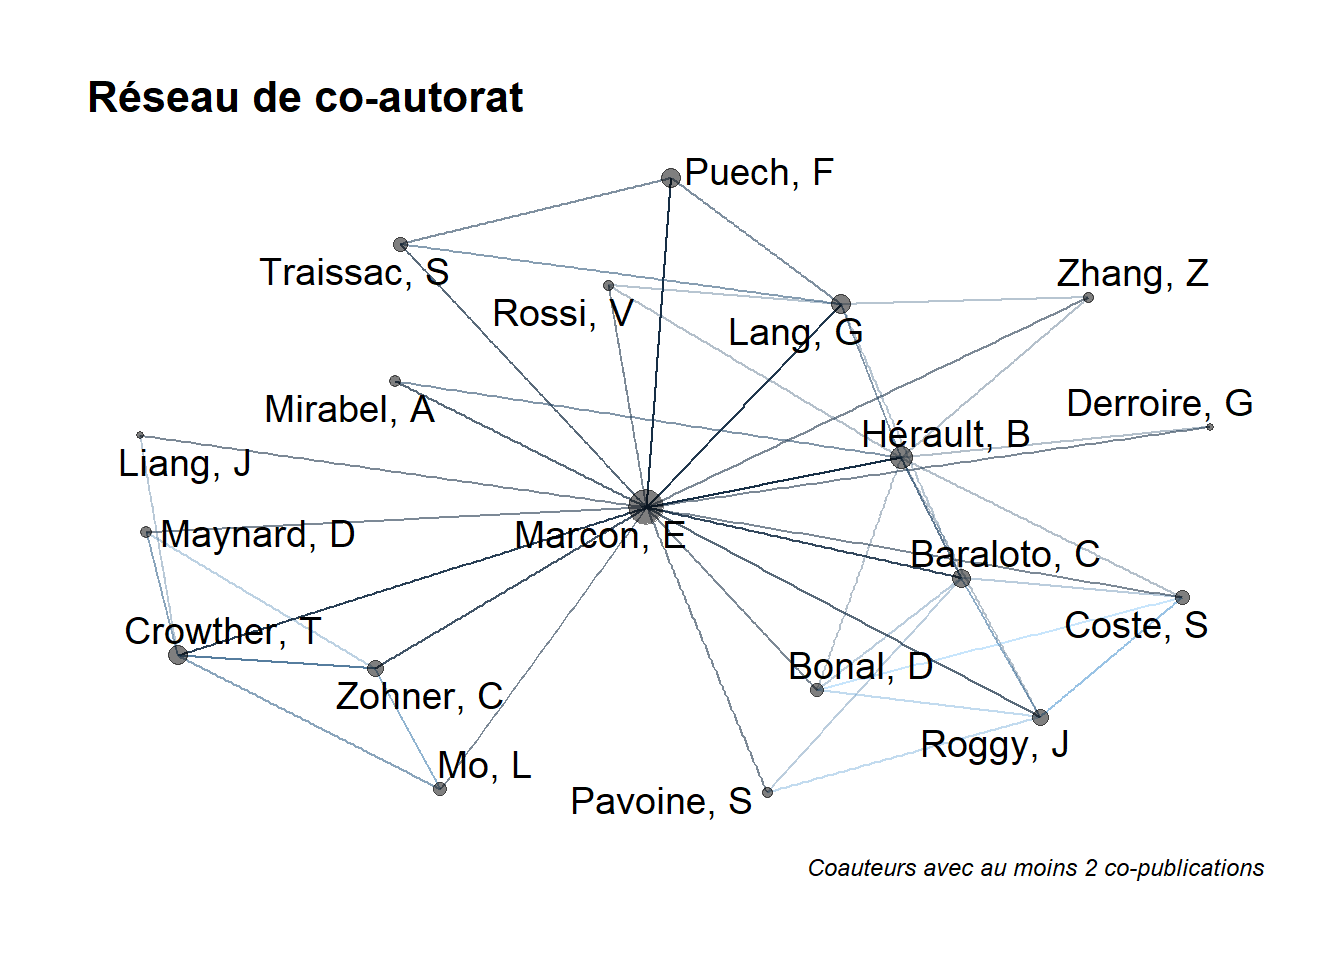 Réseau de co-autorat
Puech, F
Traissac, S
Zhang, Z
Rossi, V
Lang, G
Mirabel, A
Derroire, G
Hérault, B
Liang, J
Maynard, D
Marcon, E
Baraloto, C
Crowther, T
Coste, S
Bonal, D
Zohner, C
Roggy, J
Mo, L
Pavoine, S
Coauteurs avec au moins 2 co-publications